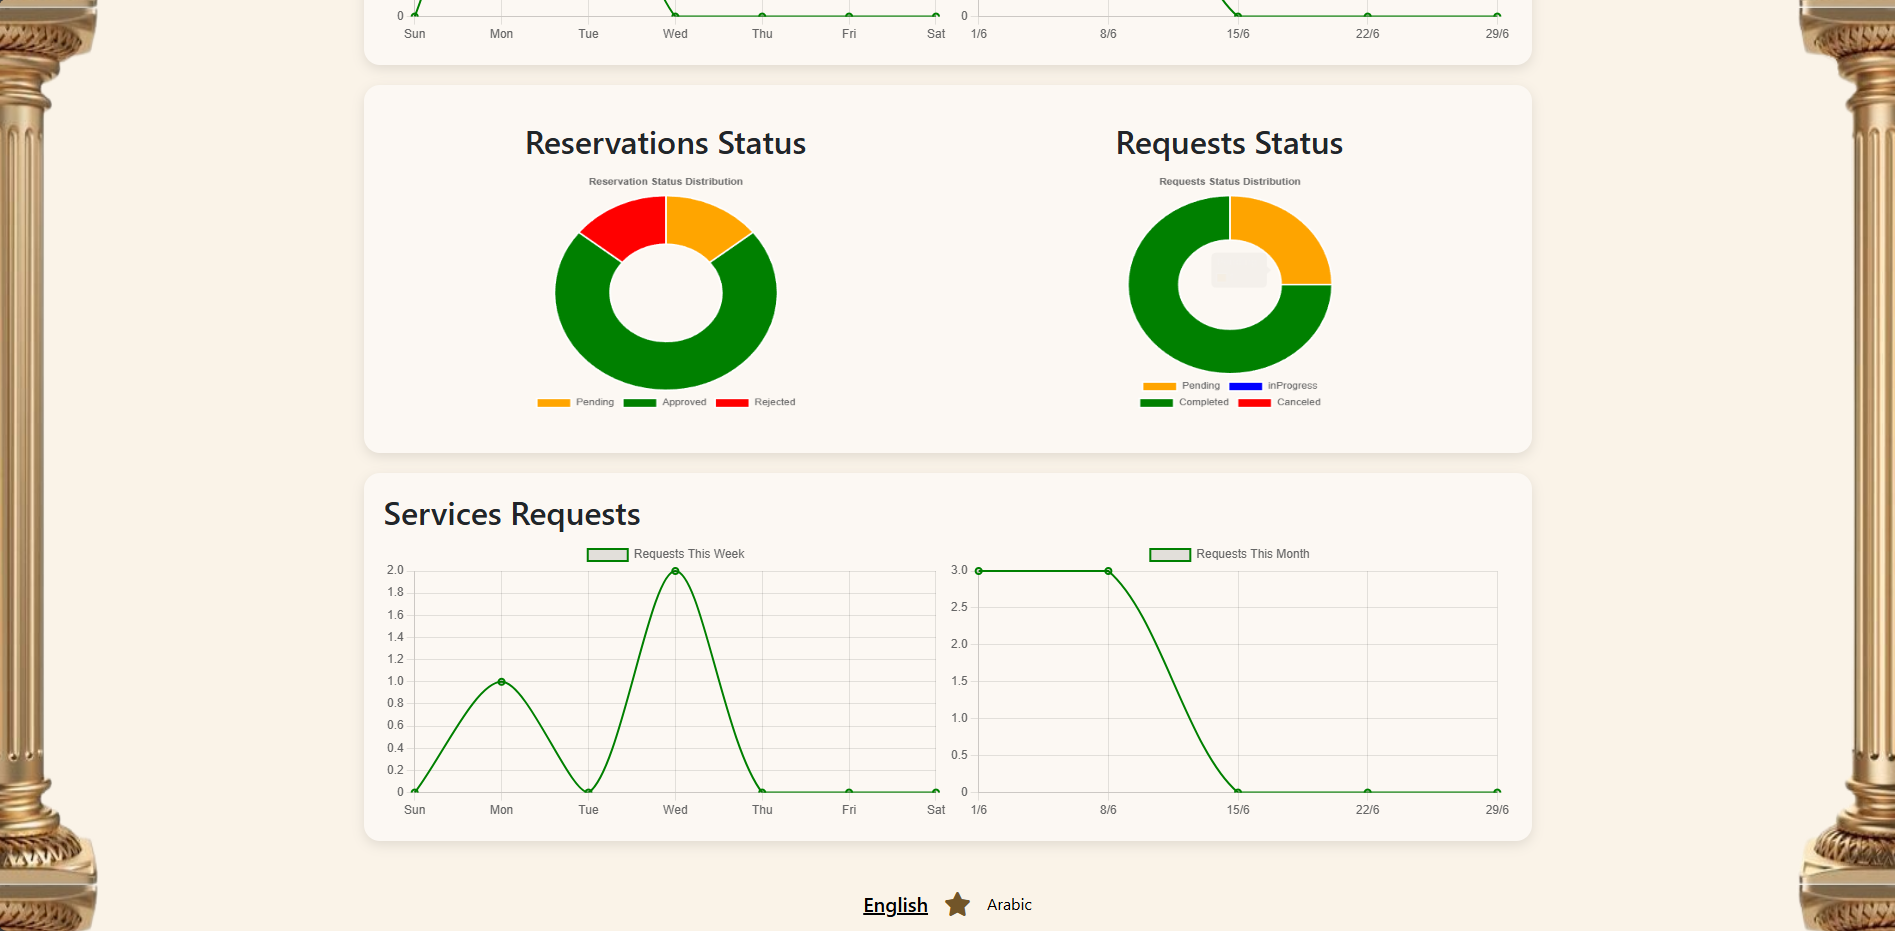 0
Sun Mon Tue Wed Thu Fri Sat
0
1/6 8/6 15/6 22/6 29/6
Reservations Status
Reservation Status Distribution
Pending Approved Rejected
Requests Status
Requests Status Distribution
Pending inProgress
Completed Canceled
Services Requests
Requests This Week
2.0
1.8
1.6
1.4
1.2
1.0
0.8
0.6
0.4
0.2
0
Sun Mon Tue Wed Thu Fri Sat
Requests This Month
3.0
2.5
2.0
1.5
1.0
0.5
0
1/6 8/6 15/6 22/6 29/6
English Arabic